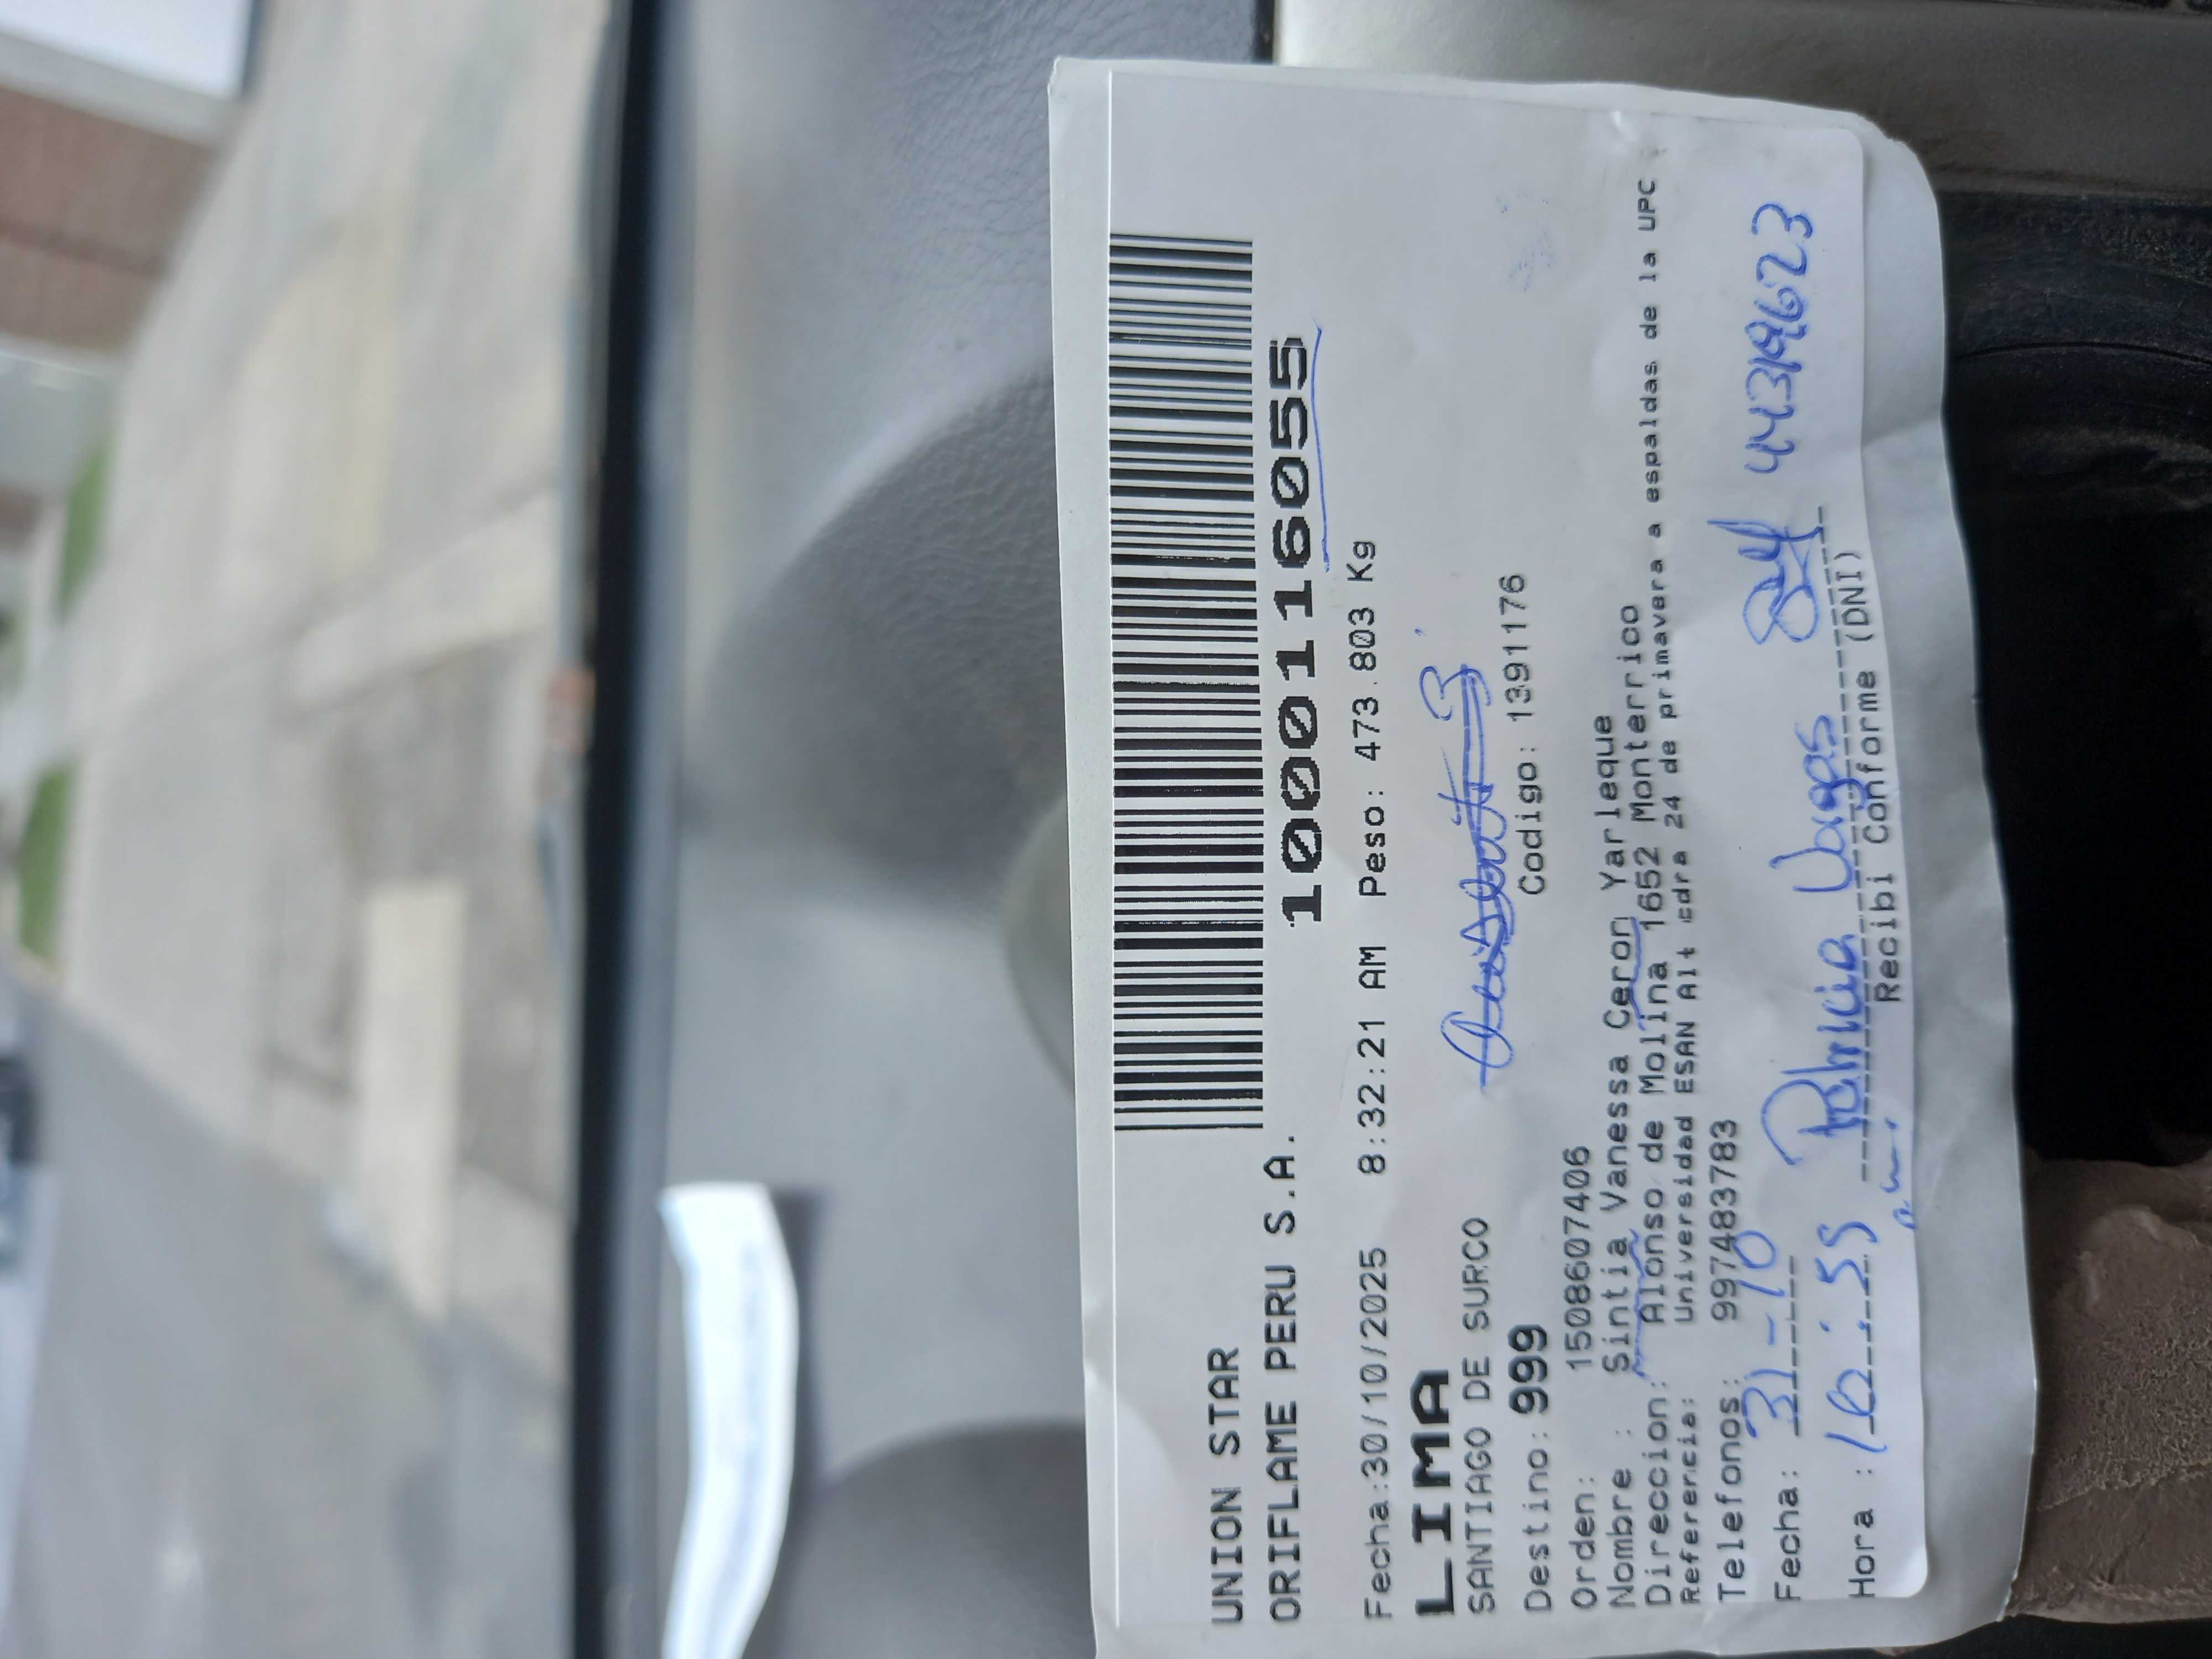 UNION STAR
ORIFLAME PERU S.A.
1000116055
Fecha:30/10/2025 8:32:21 AM Peso: 473.803 Kg
LIMA
SANTIAGO DE SURCO
Destino: 999 Codigo: 1391176
Orden: 1508607406
Nombre : Sintia Vanessa Ceron Yarleque
Direccion: Alonso de Molina 1652 Monterrico
Referencia: Universidad ESAN Alt cdra 24 de primavera a espaldas de la UPC
Telefonos: 997483783
Fecha: 31-10
Hora : Patricia Vargas 44319623
Recibi Conforme (DNI)